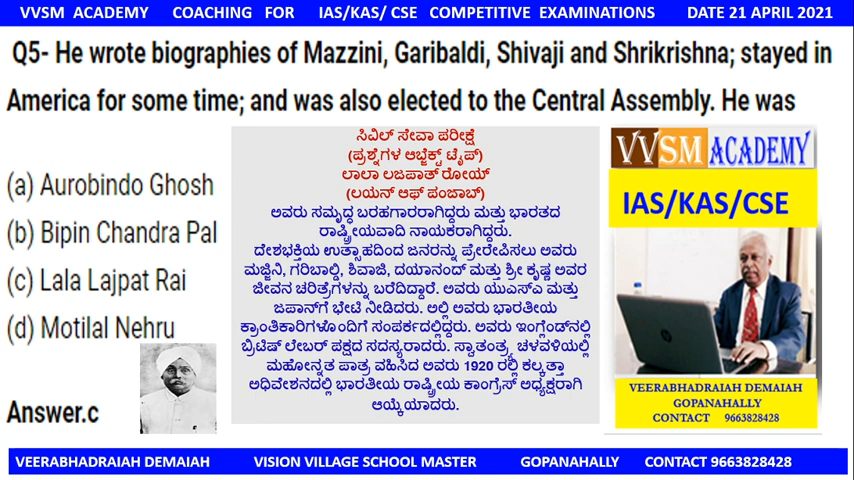 VVSM ACADEMY COACHING FOR IAS/KAS/ CSE COMPETITIVE EXAMINATIONS DATE 21 APRIL 2021
Q5- He wrote biographies of Mazzini, Garibaldi, Shivaji and Shrikrishna; stayed in
America for some time; and was also elected to the Central Assembly. He was
(a) Aurobindo Ghosh
(b) Bipin Chandra Pal
(c) Lala Lajpat Rai
(d) Motilal Nehru
Answer.c
ಸಿವಿಲ್ ಸೇವಾ ಪರೀಕ್ಷೆ
(ಪ್ರಶ್ನೆಗಳ ಆಬ್ಜೆಕ್ಟ್ ಟೈಪ್)
ಲಾಲಾ ಲಜಪಾತ್ ರೋಯ್
(ಲಯನ್ ಆಫ್ ಪಂಜಾಬ್)
ಅವರು ಸಮೃದ್ಧ ಬರಹಗಾರರಾಗಿದ್ದರು ಮತ್ತು ಭಾರತದ
ರಾಷ್ಟ್ರೀಯವಾದಿ ನಾಯಕರಾಗಿದ್ದರು.
ದೇಶಭಕ್ತಿಯ ಉತ್ಸಾಹದಿಂದ ಜನರನ್ನು ಪ್ರೇರೇಪಿಸಲು ಅವರು
ಮಜ್ಜಿನಿ, ಗರಿಬಾಲ್ಡಿ, ಶಿವಾಜಿ, ದಯಾನಂದ್ ಮತ್ತು ಶ್ರೀ ಕೃಷ್ಣ ಅವರ
ಜೀವನ ಚರಿತ್ರೆಗಳನ್ನು ಬರೆದಿದ್ದಾರೆ. ಅವರು ಯುಎಸ್ಎ ಮತ್ತು
ಜಪಾನ್‌ಗೆ ಭೇಟಿ ನೀಡಿದರು. ಅಲ್ಲಿ ಅವರು ಭಾರತೀಯ
ಕ್ರಾಂತಿಕಾರಿಗಳೊಂದಿಗೆ ಸಂಪರ್ಕದಲ್ಲಿದ್ದರು. ಅವರು ಇಂಗ್ಲೆಂಡ್‌ನಲ್ಲಿ
ಬ್ರಿಟಿಷ್ ಲೇಬರ್ ಪಕ್ಷದ ಸದಸ್ಯರಾದರು. ಸ್ವಾತಂತ್ರ್ಯ ಚಳವಳಿಯಲ್ಲಿ
ಮಹೋನ್ನತ ಪಾತ್ರ ವಹಿಸಿದ ಅವರು 1920 ರಲ್ಲಿ ಕಲ್ಕತ್ತಾ
ಅಧಿವೇಶನದಲ್ಲಿ ಭಾರತೀಯ ರಾಷ್ಟ್ರೀಯ ಕಾಂಗ್ರೆಸ್ ಅಧ್ಯಕ್ಷರಾಗಿ
ಆಯ್ಕೆಯಾದರು.
VVSM ACADEMY
IAS/KAS/CSE
VEERABHADRAIAH DEMAIAH
GOPANAHALLY
CONTACT 9663828428
VEERABHADRAIAH DEMAIAH VISION VILLAGE SCHOOL MASTER GOPANAHALLY CONTACT 9663828428